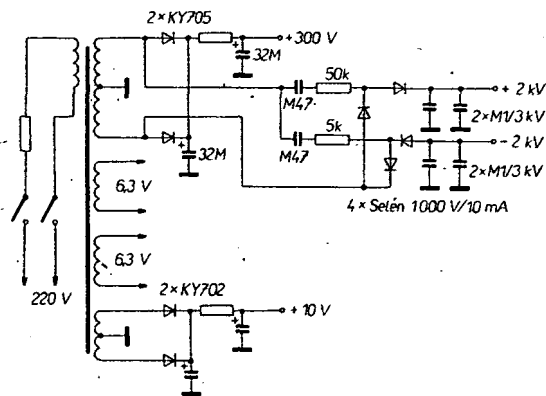 2× KY705
+300 V
32M
50k
M47
+ 2 kV
2×M1/3 kV
5k
M47
- 2 kV
2×M1/3 kV
32M
6,3 V
4× Selén 1000 V/10 mA
6,3 V
220 V
2× KY702
+ 10 V